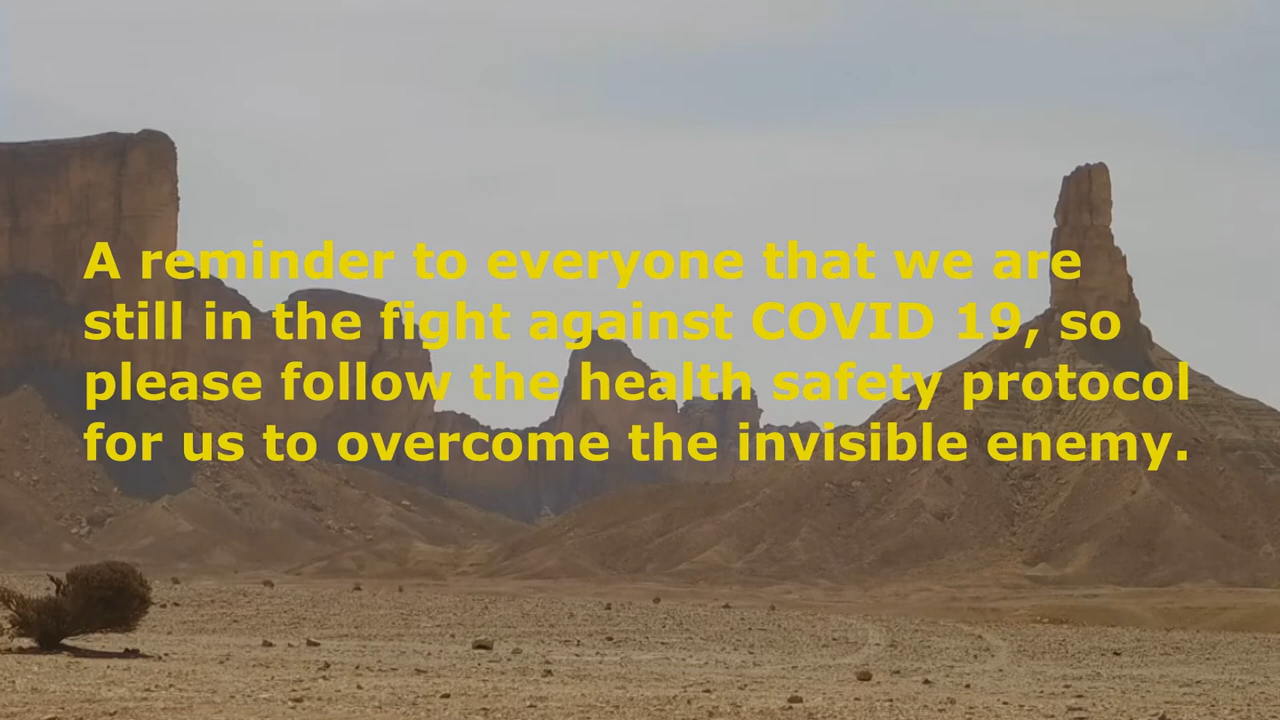 A reminder to everyone that we are
still in the fight against COVID 19, so
please follow the health safety protocol
for us to overcome the invisible enemy.